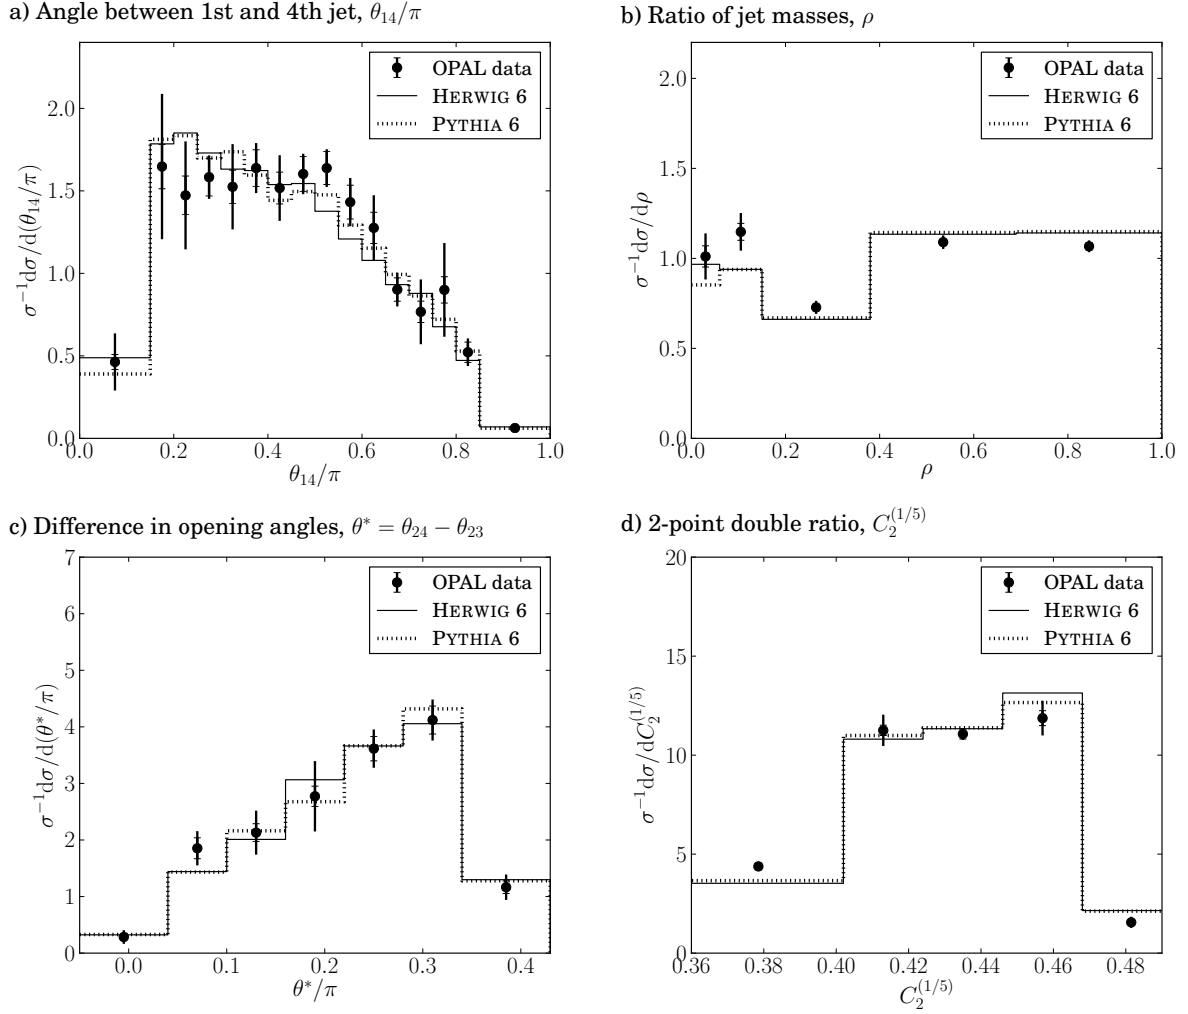 a) Angle between 1st and 4th jet, θ₁₄/π
OPAL data
HERWIG 6
PYTHIA 6
σ⁻¹dσ/d(θ₁₄/π)
2.0
1.5
1.0
0.5
0.0
0.0 0.2 0.4 0.6 0.8 1.0
θ₁₄/π
b) Ratio of jet masses, ρ
OPAL data
HERWIG 6
PYTHIA 6
σ⁻¹dσ/dρ
2.0
1.5
1.0
0.5
0.0
0.0 0.2 0.4 0.6 0.8 1.0
ρ
c) Difference in opening angles, θ* = θ₂₄ − θ₂₃
OPAL data
HERWIG 6
PYTHIA 6
σ⁻¹dσ/d(θ*/π)
7
6
5
4
3
2
1
0
0.0 0.1 0.2 0.3 0.4
θ*/π
d) 2-point double ratio, C₂^(1/5)
OPAL data
HERWIG 6
PYTHIA 6
σ⁻¹dσ/dC₂^(1/5)
20
15
10
5
0
0.36 0.38 0.40 0.42 0.44 0.46 0.48
C₂^(1/5)